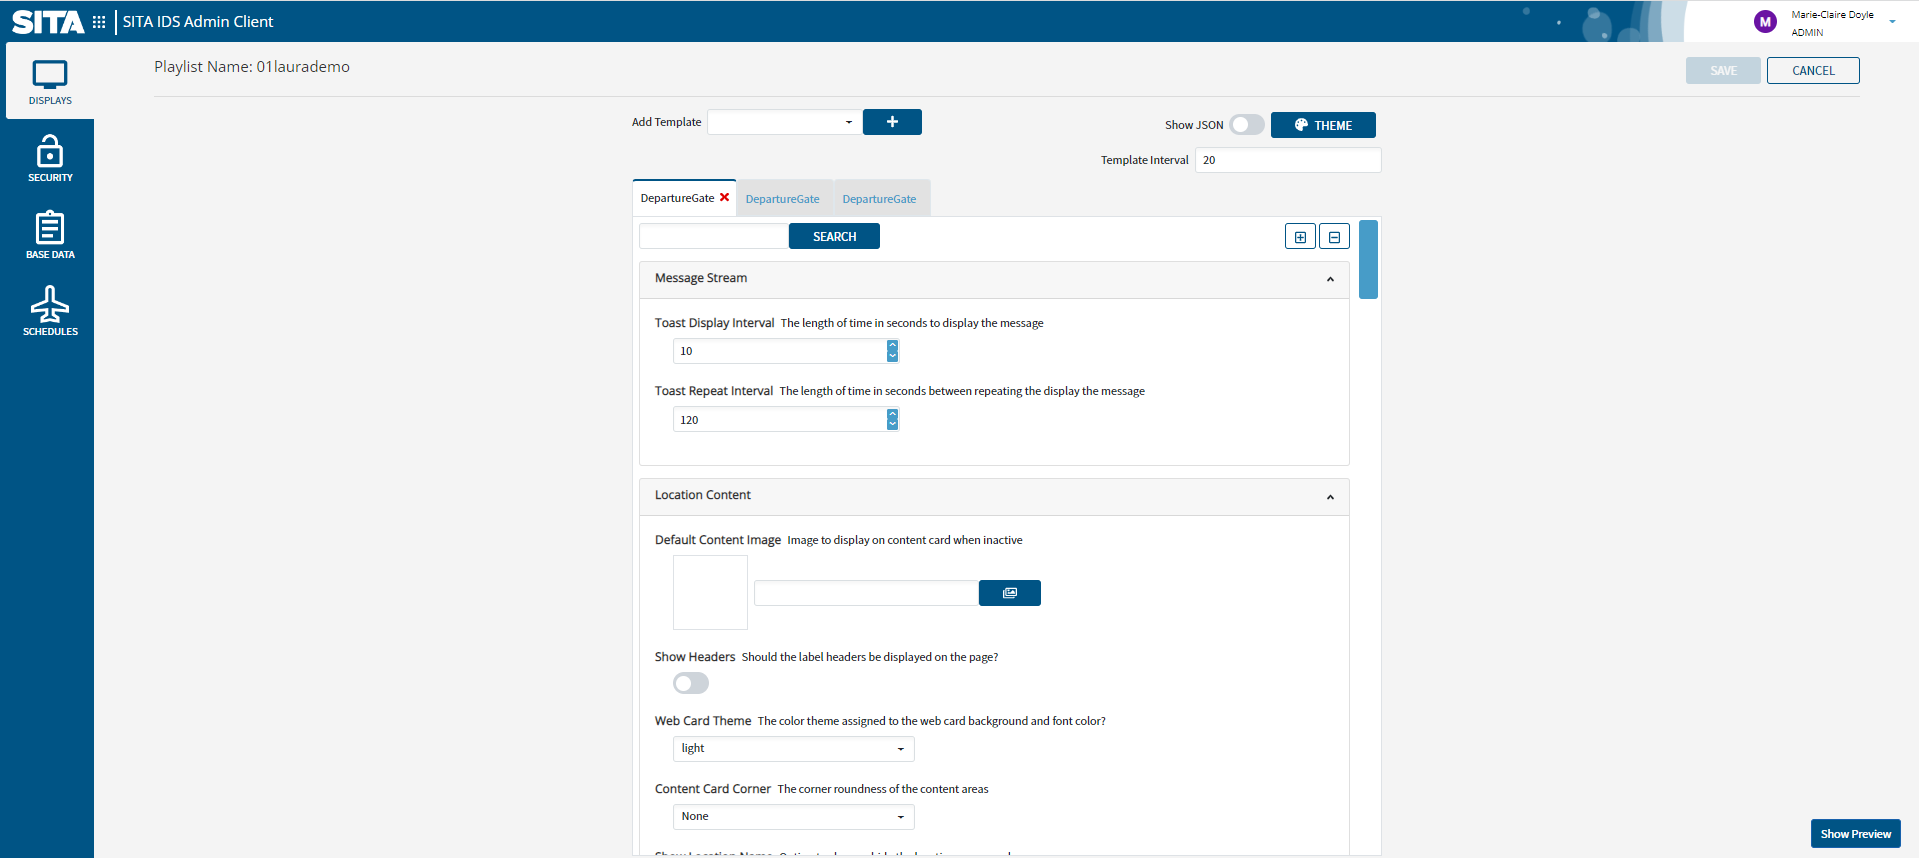 SITA SITA IDS Admin Client
M Marie-Claire Doyle
ADMIN
Playlist Name: 01laurademo
SAVE CANCEL
DISPLAYS
SECURITY
BASE DATA
SCHEDULES
Add Template
Show JSON THEME
Template Interval 20
DepartureGate DepartureGate DepartureGate
SEARCH
Message Stream
Toast Display Interval The length of time in seconds to display the message
10
Toast Repeat Interval The length of time in seconds between repeating the display the message
120
Location Content
Default Content Image Image to display on content card when inactive
Show Headers Should the label headers be displayed on the page?
Web Card Theme The color theme assigned to the web card background and font color?
light
Content Card Corner The corner roundness of the content areas
None
Show Preview